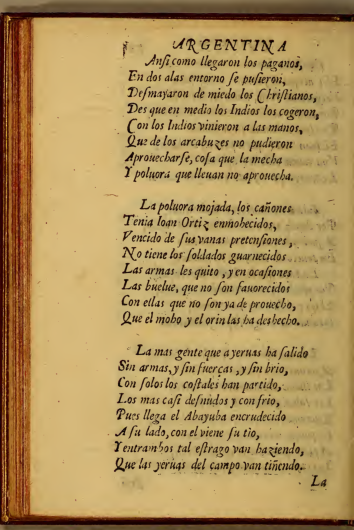 ARGENTINA
Ansi como llegaron los paganos,
En dos alas entorno se pusieron,
Desmayaron de miedo los Christianos,
Des que en medio los Indios los cogeron,
Con los Indios vinieron a las manos,
Que de los arcabuzes no pudieron
Aprouecharse, cosa que la mecha
Y poluora que lleuan no aprouecha.
La poluora mojada, los cañones
Tenia Ioan Ortiz enmohecidos,
Vencido de sus vanas pretensiones,
No tiene los soldados guarnecidos
Las armas les quito, y en ocasiones
Las buelue, que no son fauorecidos
Con ellas que no son ya de prouecho,
Que el moho y el orin las ha deshecho.
La mas gente que a yeruas ha salido
Sin armas, y sin fuerças, y sin brio,
Con solos los costales han partido,
Los mas casi desnudos y con frio,
Pues llega el Abayuba encrudecido
A su lado, con el viene su tio,
Y entrambos tal estrago van haziendo,
Que las yeruas del campo van tiñendo.
La